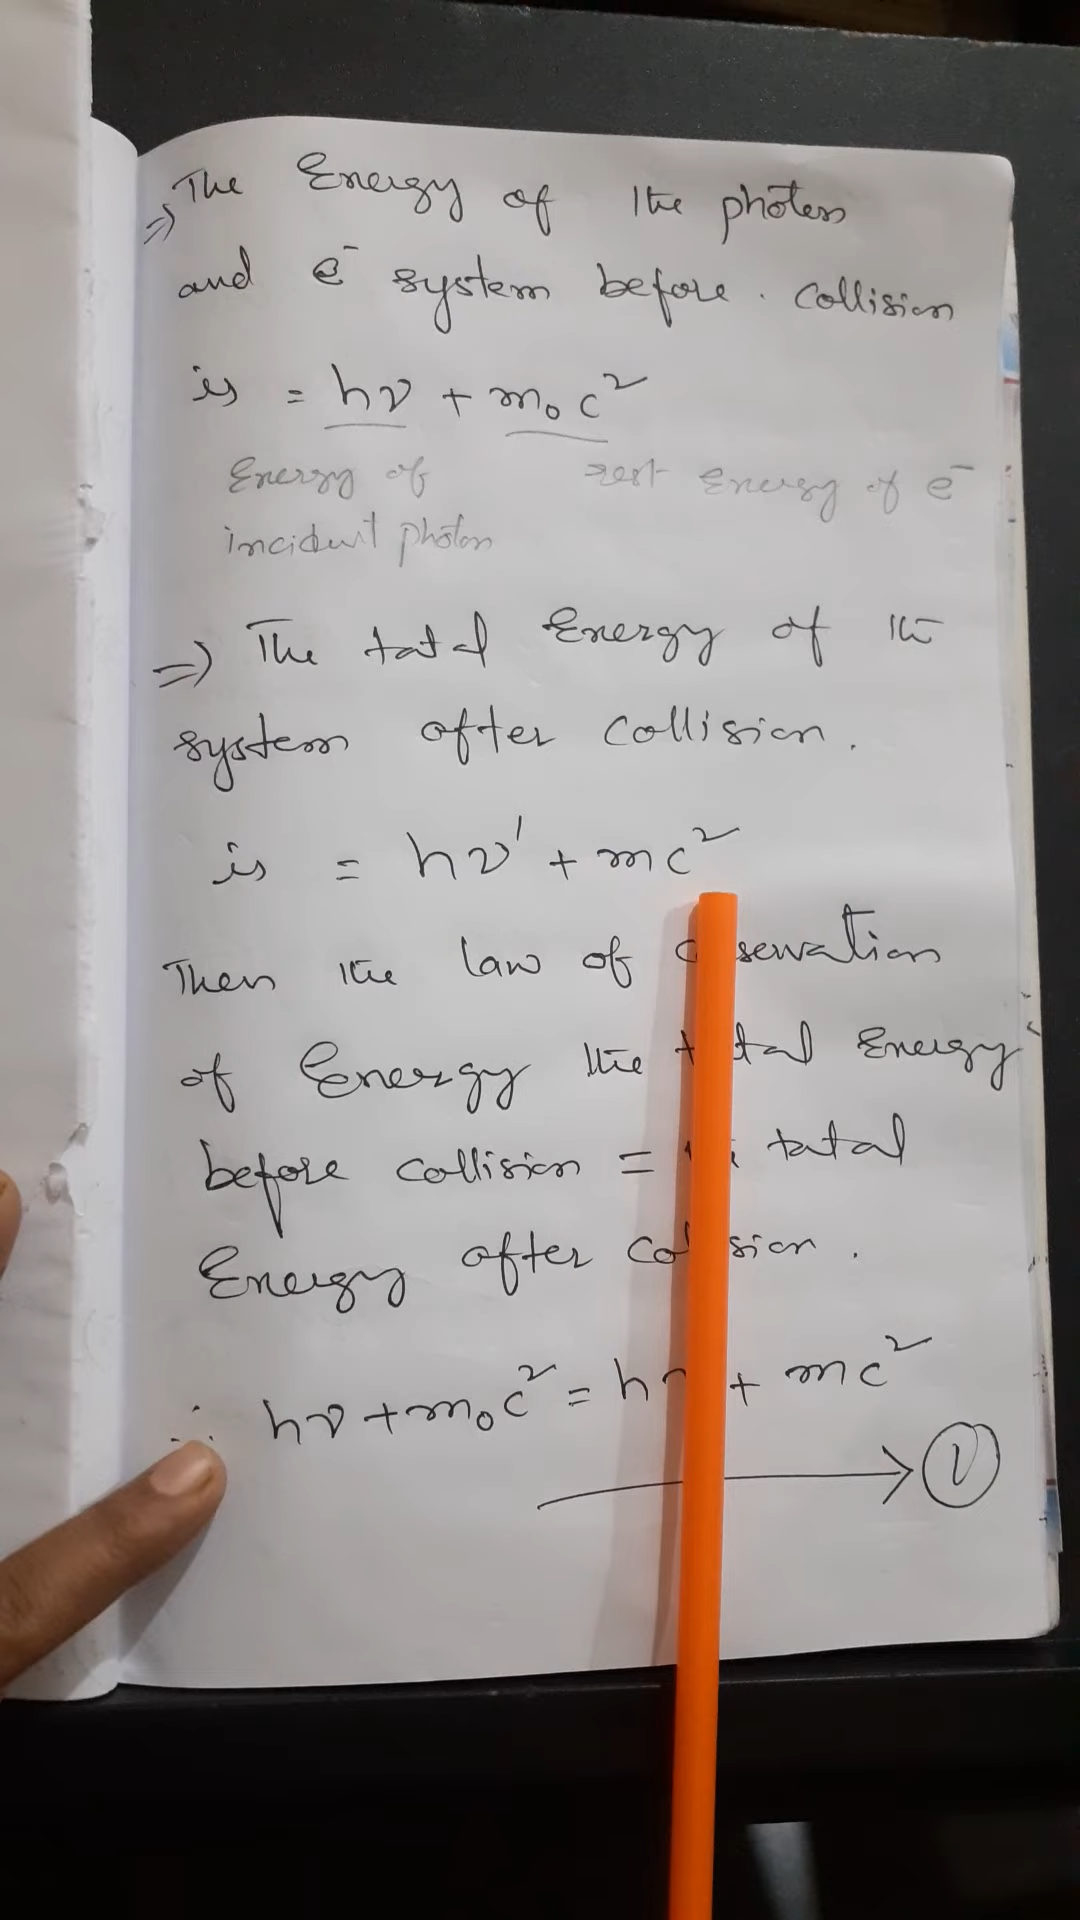 ⇒ The Energy of the photon
and e⁻ system before . Collision
is = hν + m₀c²
Energy of rest Energy of e⁻
incident photon
⇒ The total Energy of the
system after collision .
is = hν' + mc²
Then the law of
of Energy the Energy
before collision = total
Energy after .
∴ hν + m₀c² = + mc²
→ ①